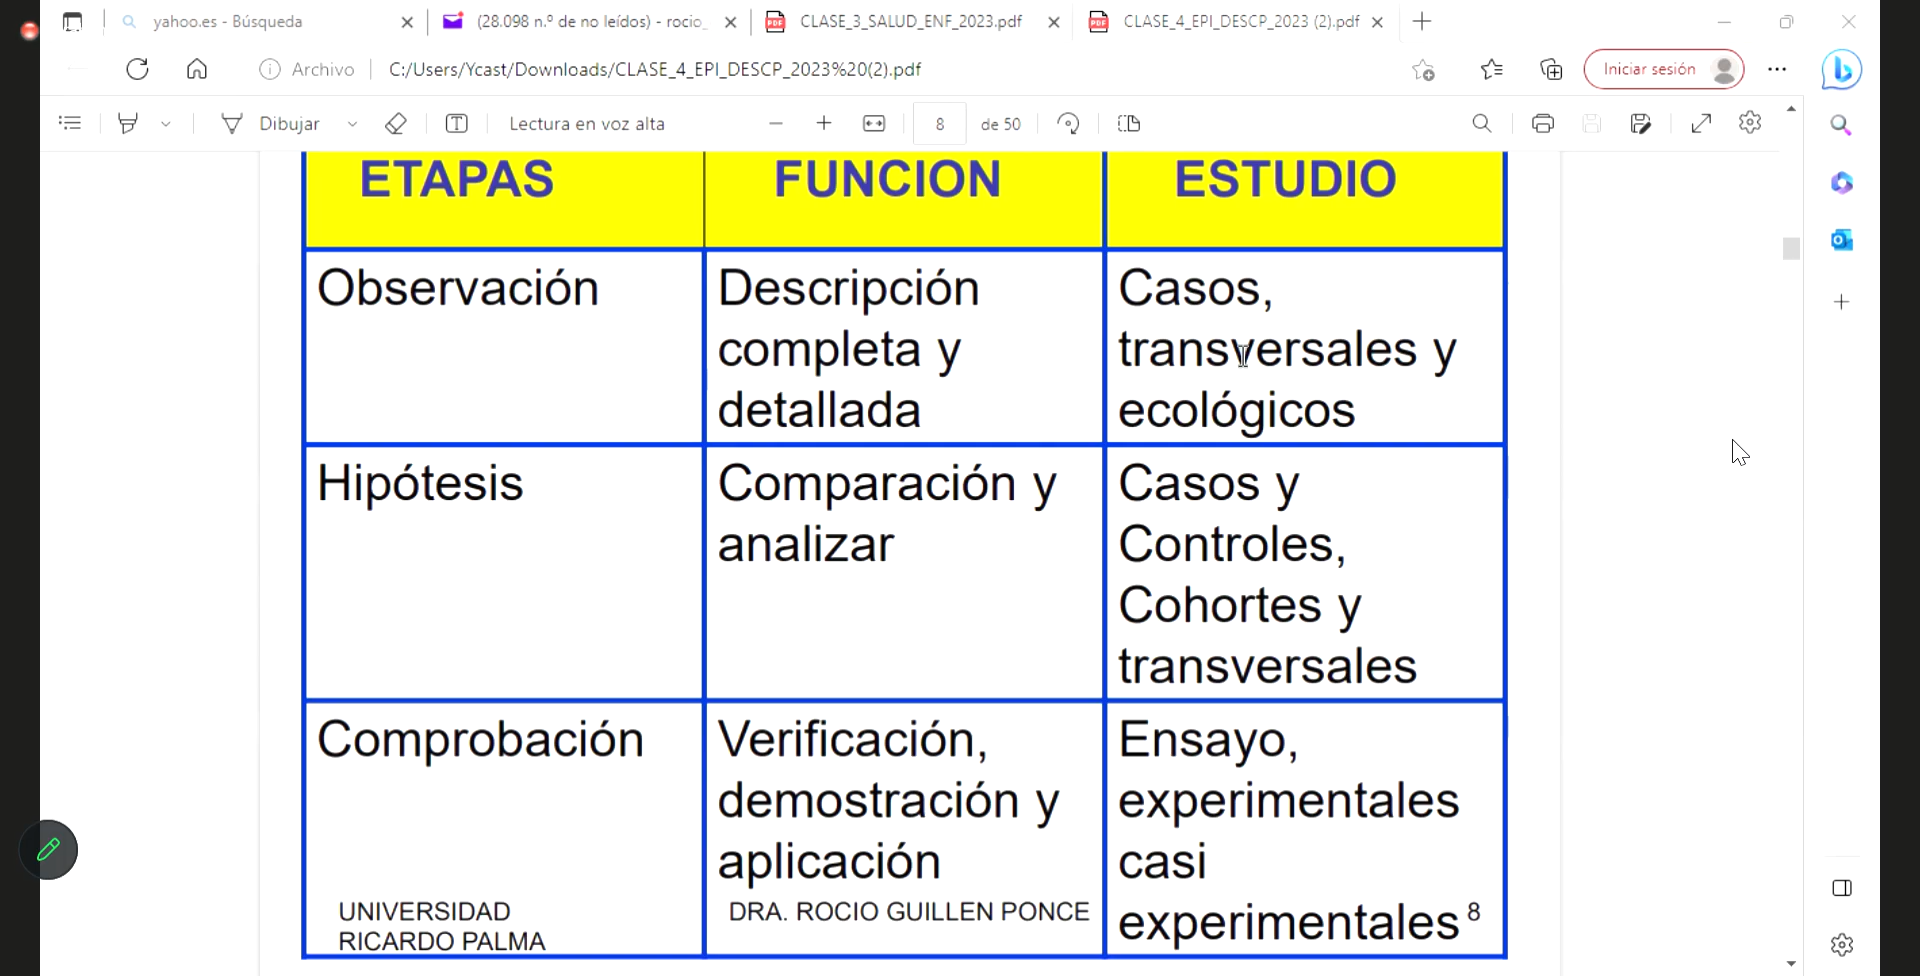 yahoo.es - Búsqueda
(28.098 n.º de no leídos) - rocio_
CLASE_3_SALUD_ENF_2023.pdf
CLASE_4_EPI_DESCP_2023 (2).pdf
Archivo
C:/Users/Ycast/Downloads/CLASE_4_EPI_DESCP_2023%20(2).pdf
Iniciar sesión
Dibujar
Lectura en voz alta
8
de 50
ETAPAS
FUNCION
ESTUDIO
Observación
Descripción
completa y
detallada
Casos,
transversales y
ecológicos
Hipótesis
Comparación y
analizar
Casos y
Controles,
Cohortes y
transversales
Comprobación
Verificación,
demostración y
aplicación
Ensayo,
experimentales
casi
experimentales
UNIVERSIDAD
RICARDO PALMA
DRA. ROCIO GUILLEN PONCE
8